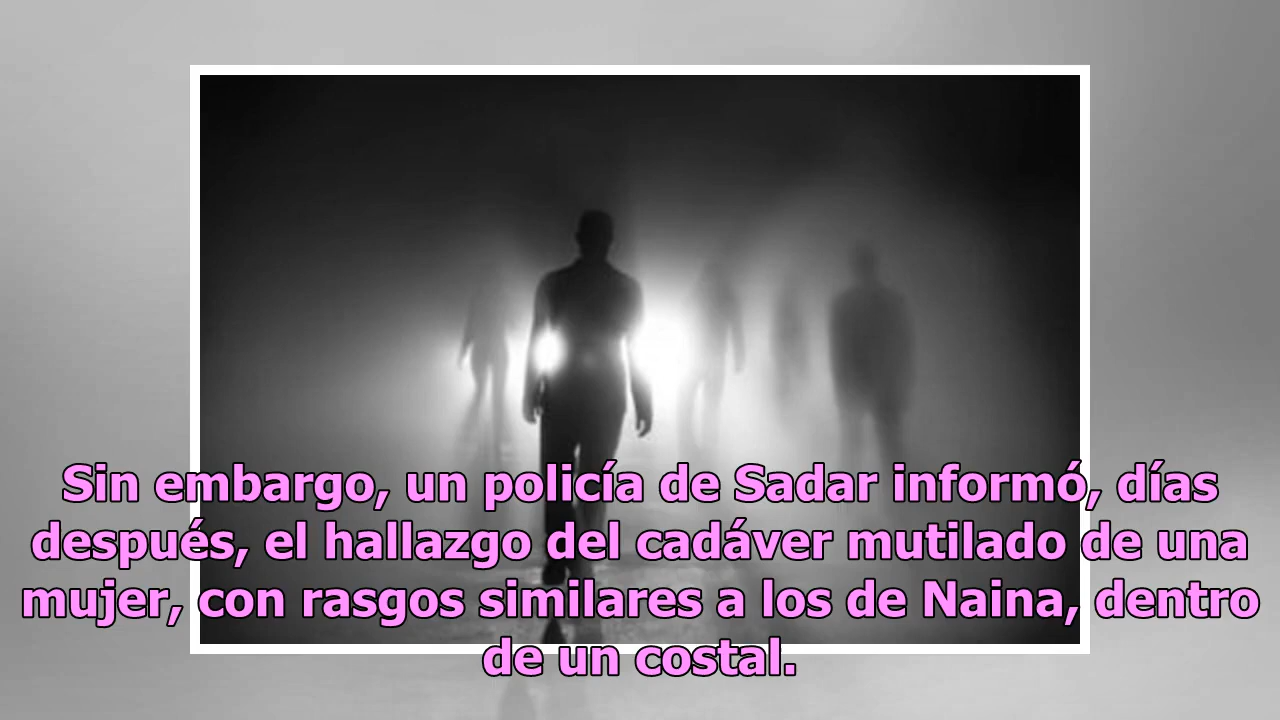 Sin embargo, un policía de Sadar informó, días
después, el hallazgo del cadáver mutilado de una
mujer, con rasgos similares a los de Naina, dentro
de un costal.